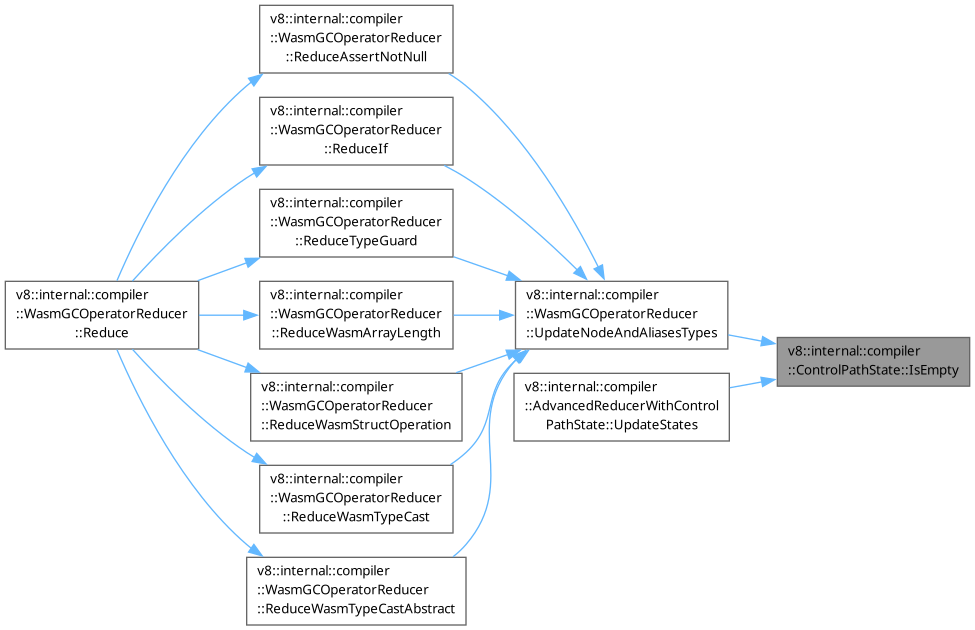 v8::internal::compiler
::WasmGCOperatorReducer
::ReduceAssertNotNull
v8::internal::compiler
::WasmGCOperatorReducer
::ReduceIf
v8::internal::compiler
::WasmGCOperatorReducer
::ReduceTypeGuard
v8::internal::compiler
::WasmGCOperatorReducer
::Reduce
v8::internal::compiler
::WasmGCOperatorReducer
::ReduceWasmArrayLength
v8::internal::compiler
::WasmGCOperatorReducer
::UpdateNodeAndAliasesTypes
v8::internal::compiler
::ControlPathState::IsEmpty
v8::internal::compiler
::WasmGCOperatorReducer
::ReduceWasmStructOperation
v8::internal::compiler
::AdvancedReducerWithControl
PathState::UpdateStates
v8::internal::compiler
::WasmGCOperatorReducer
::ReduceWasmTypeCast
v8::internal::compiler
::WasmGCOperatorReducer
::ReduceWasmTypeCastAbstract